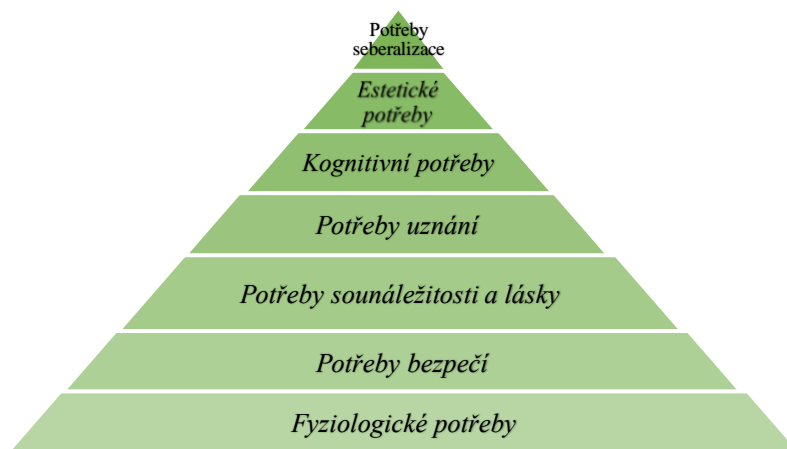 Potřeby
seberalizace
Estetické
potřeby
Kognitivní potřeby
Potřeby uznání
Potřeby sounáležitosti a lásky
Potřeby bezpečí
Fyziologické potřeby